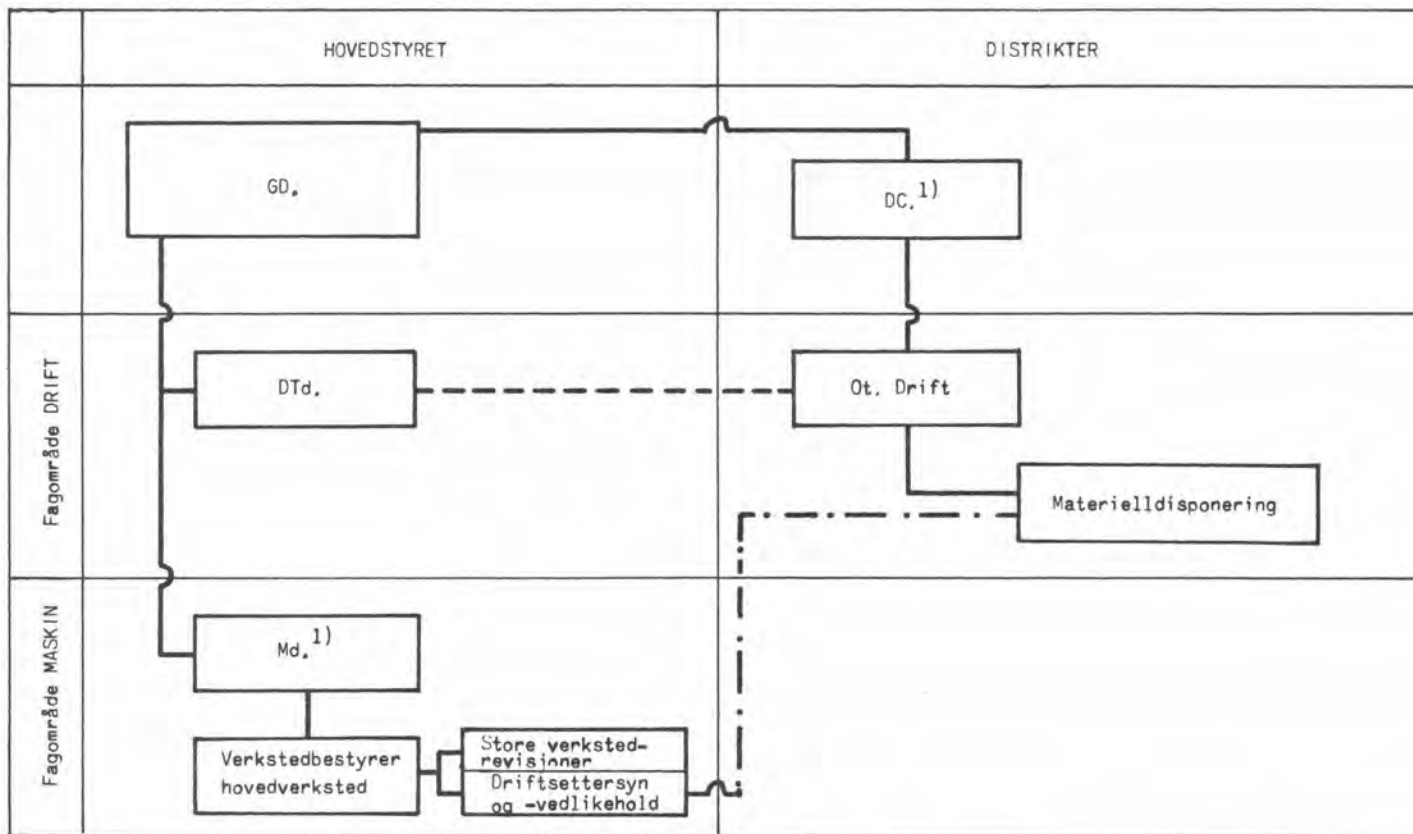 HOVEDSTYRET
DISTRIKTER
GD.
DC.1)
Fagområde DRIFT
DTd.
Ot. Drift
Materielldisponering
Fagområde MASKIN
Md.1)
Verkstedbestyrer
hovedverksted
Store verksted-
revisjoner
Driftsettersyn
og -vedlikehold